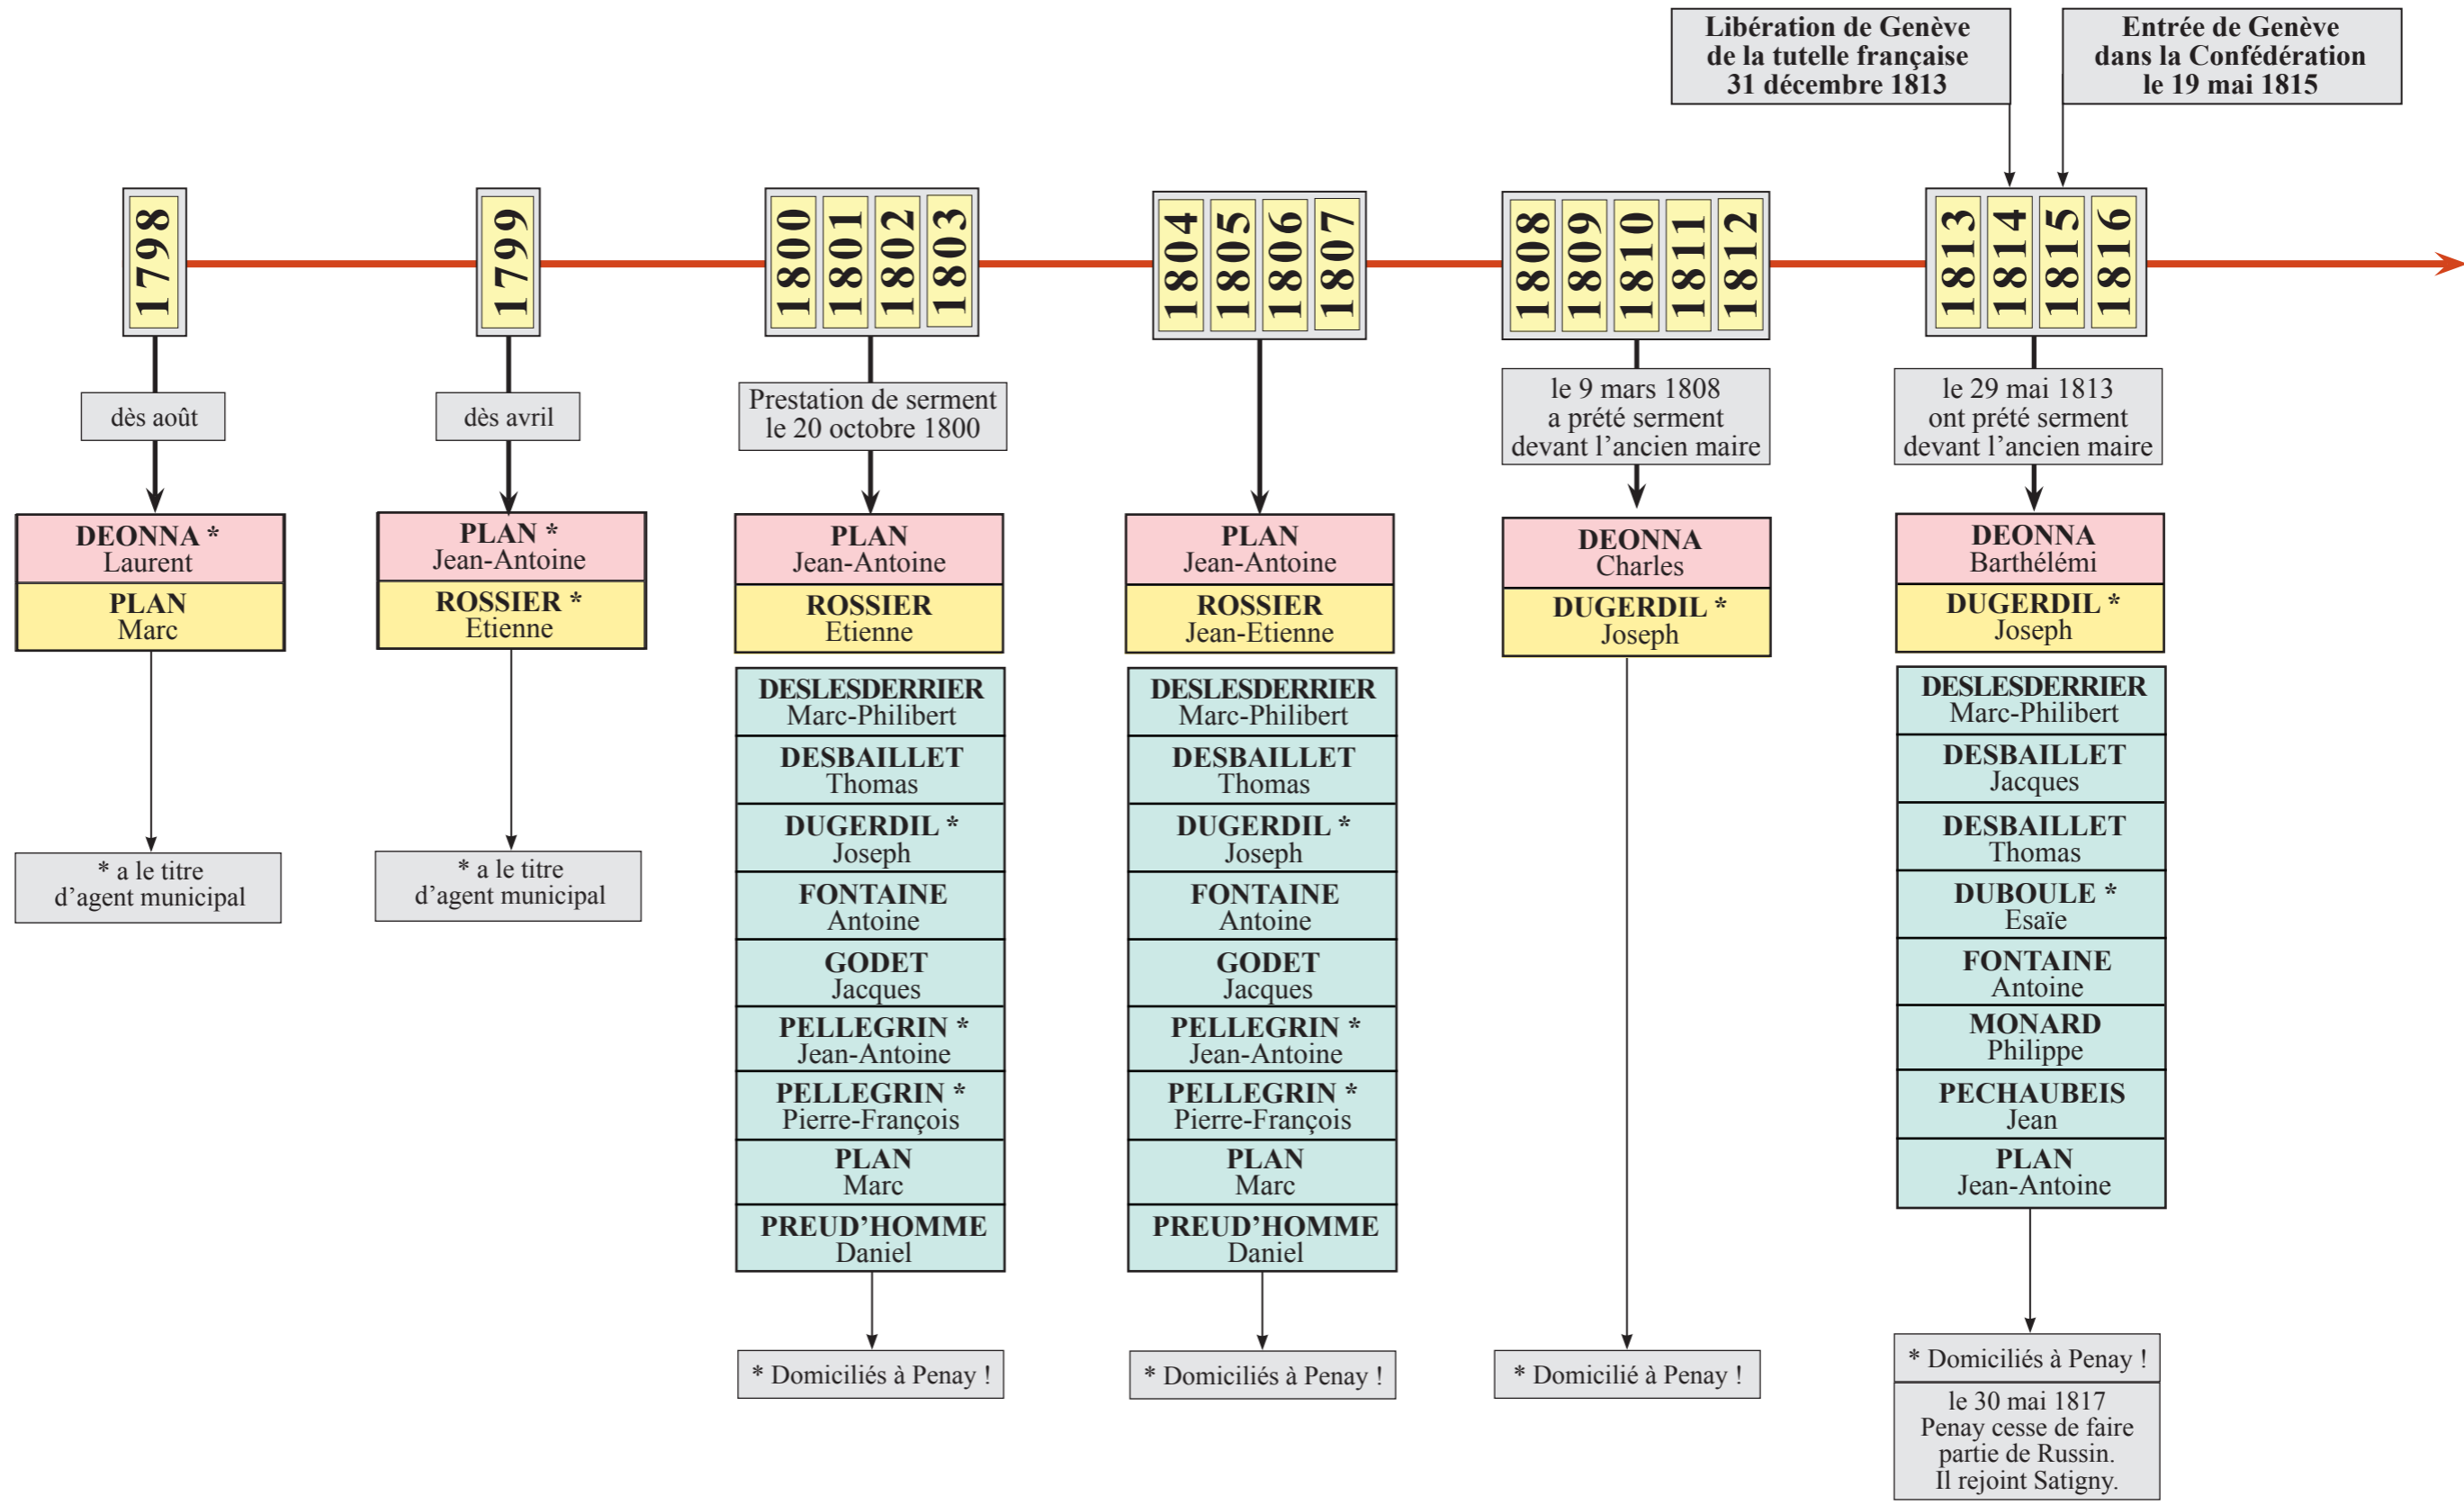 Libération de Genève
de la tutelle française
31 décembre 1813
Entrée de Genève
dans la Confédération
le 19 mai 1815
1798
dès août
DEONNA *
Laurent
PLAN
Marc
* a le titre
d’agent municipal
1799
dès avril
PLAN *
Jean-Antoine
ROSSIER *
Etienne
* a le titre
d’agent municipal
1800
1801
1802
1803
Prestation de serment
le 20 octobre 1800
PLAN
Jean-Antoine
ROSSIER
Etienne
DESLESDERRIER
Marc-Philibert
DESBAILLET
Thomas
DUGERDIL *
Joseph
FONTAINE
Antoine
GODET
Jacques
PELLEGRIN *
Jean-Antoine
PELLEGRIN *
Pierre-François
PLAN
Marc
PREUD’HOMME
Daniel
* Domiciliés à Penay !
1804
1805
1806
1807
PLAN
Jean-Antoine
ROSSIER
Jean-Etienne
DESLESDERRIER
Marc-Philibert
DESBAILLET
Thomas
DUGERDIL *
Joseph
FONTAINE
Antoine
GODET
Jacques
PELLEGRIN *
Jean-Antoine
PELLEGRIN *
Pierre-François
PLAN
Marc
PREUD’HOMME
Daniel
* Domiciliés à Penay !
1808
1809
1810
1811
1812
le 9 mars 1808
a prété serment
devant l’ancien maire
DEONNA
Charles
DUGERDIL *
Joseph
* Domicilié à Penay !
1813
1814
1815
1816
le 29 mai 1813
ont prété serment
devant l’ancien maire
DEONNA
Barthélémi
DUGERDIL *
Joseph
DESLESDERRIER
Marc-Philibert
DESBAILLET
Jacques
DESBAILLET
Thomas
DUBOULE *
Esaïe
FONTAINE
Antoine
MONARD
Philippe
PECHAUBEIS
Jean
PLAN
Jean-Antoine
* Domiciliés à Penay !
le 30 mai 1817
Penay cesse de faire
partie de Russin.
Il rejoint Satigny.